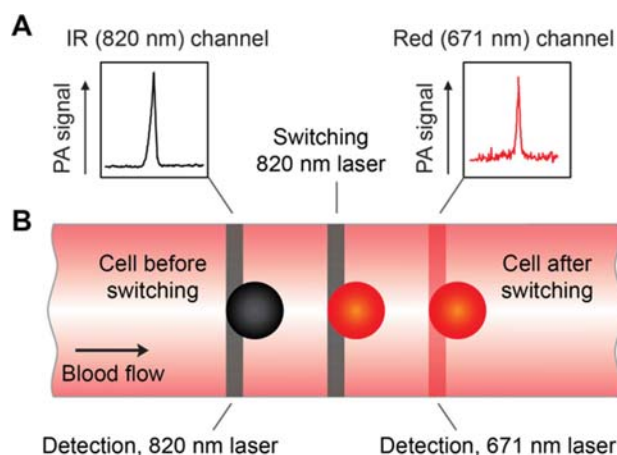 A
IR (820 nm) channel
Red (671 nm) channel
PA signal
PA signal
Switching
820 nm laser
B
Cell before
switching
Cell after
switching
Blood flow
Detection, 820 nm laser
Detection, 671 nm laser